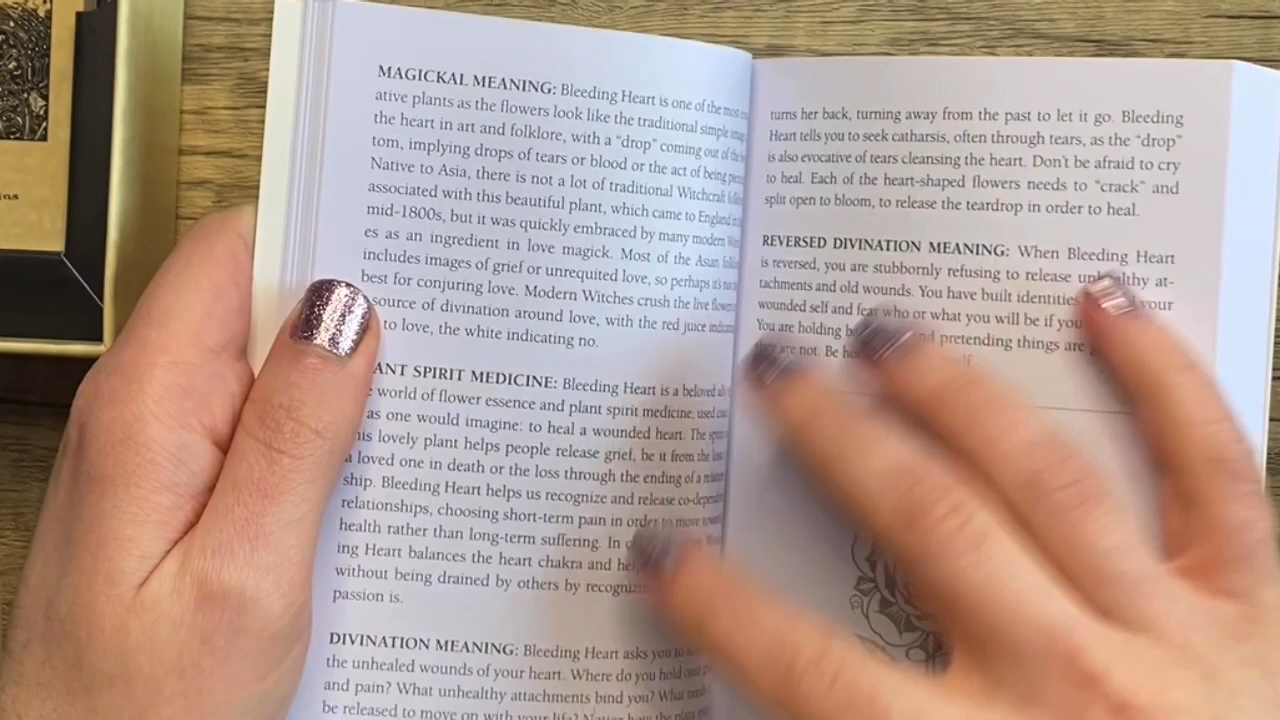 MAGICKAL MEANING: Bleeding Heart is one of the most
ative plants as the flowers look like the traditional simple
the heart in art and folklore, with a “drop” coming out of the
tom, implying drops of tears or blood or the act of being
Native to Asia, there is not a lot of traditional Witchcraft
associated with this beautiful plant, which came to England
mid-1800s, but it was quickly embraced by many modern
es as an ingredient in love magick. Most of the Asun
includes images of grief or unrequited love, so perhaps it's
best for conjuring love. Modern Witches crush the live
source of divination around love, with the red juice
to love, the white indicating no.
ANT SPIRIT MEDICINE: Bleeding Heart is a beloved
world of flower essence and plant spirit medicine, used
as one would imagine: to heal a wounded heart. The
his lovely plant helps people release grief, be it from the
a loved one in death or the loss through the ending of a
ship. Bleeding Heart helps us recognize and release
relationships, choosing short-term pain in order to move
health rather than long-term suffering. In
ing Heart balances the heart chakra and
without being drained by others by
passion is.
DIVINATION MEANING: Bleeding Heart asks you to
the unhealed wounds of your heart. Where do you hold
and pain? What unhealthy attachments bind you? What
be released to move on with your life?
turns her back, turning away from the past to let it go. Bleeding
Heart tells you to seek catharsis, often through tears, as the “drop”
is also evocative of tears cleansing the heart. Don't be afraid to cry
to heal. Each of the heart-shaped flowers needs to “crack” and
split open to bloom, to release the teardrop in order to heal.
REVERSED DIVINATION MEANING: When Bleeding Heart
is reversed, you are stubbornly refusing to release at-
tachments and old wounds. You have built identities your
wounded self and fear who or what you will be if you
You are holding and pretending things are
are not. Be